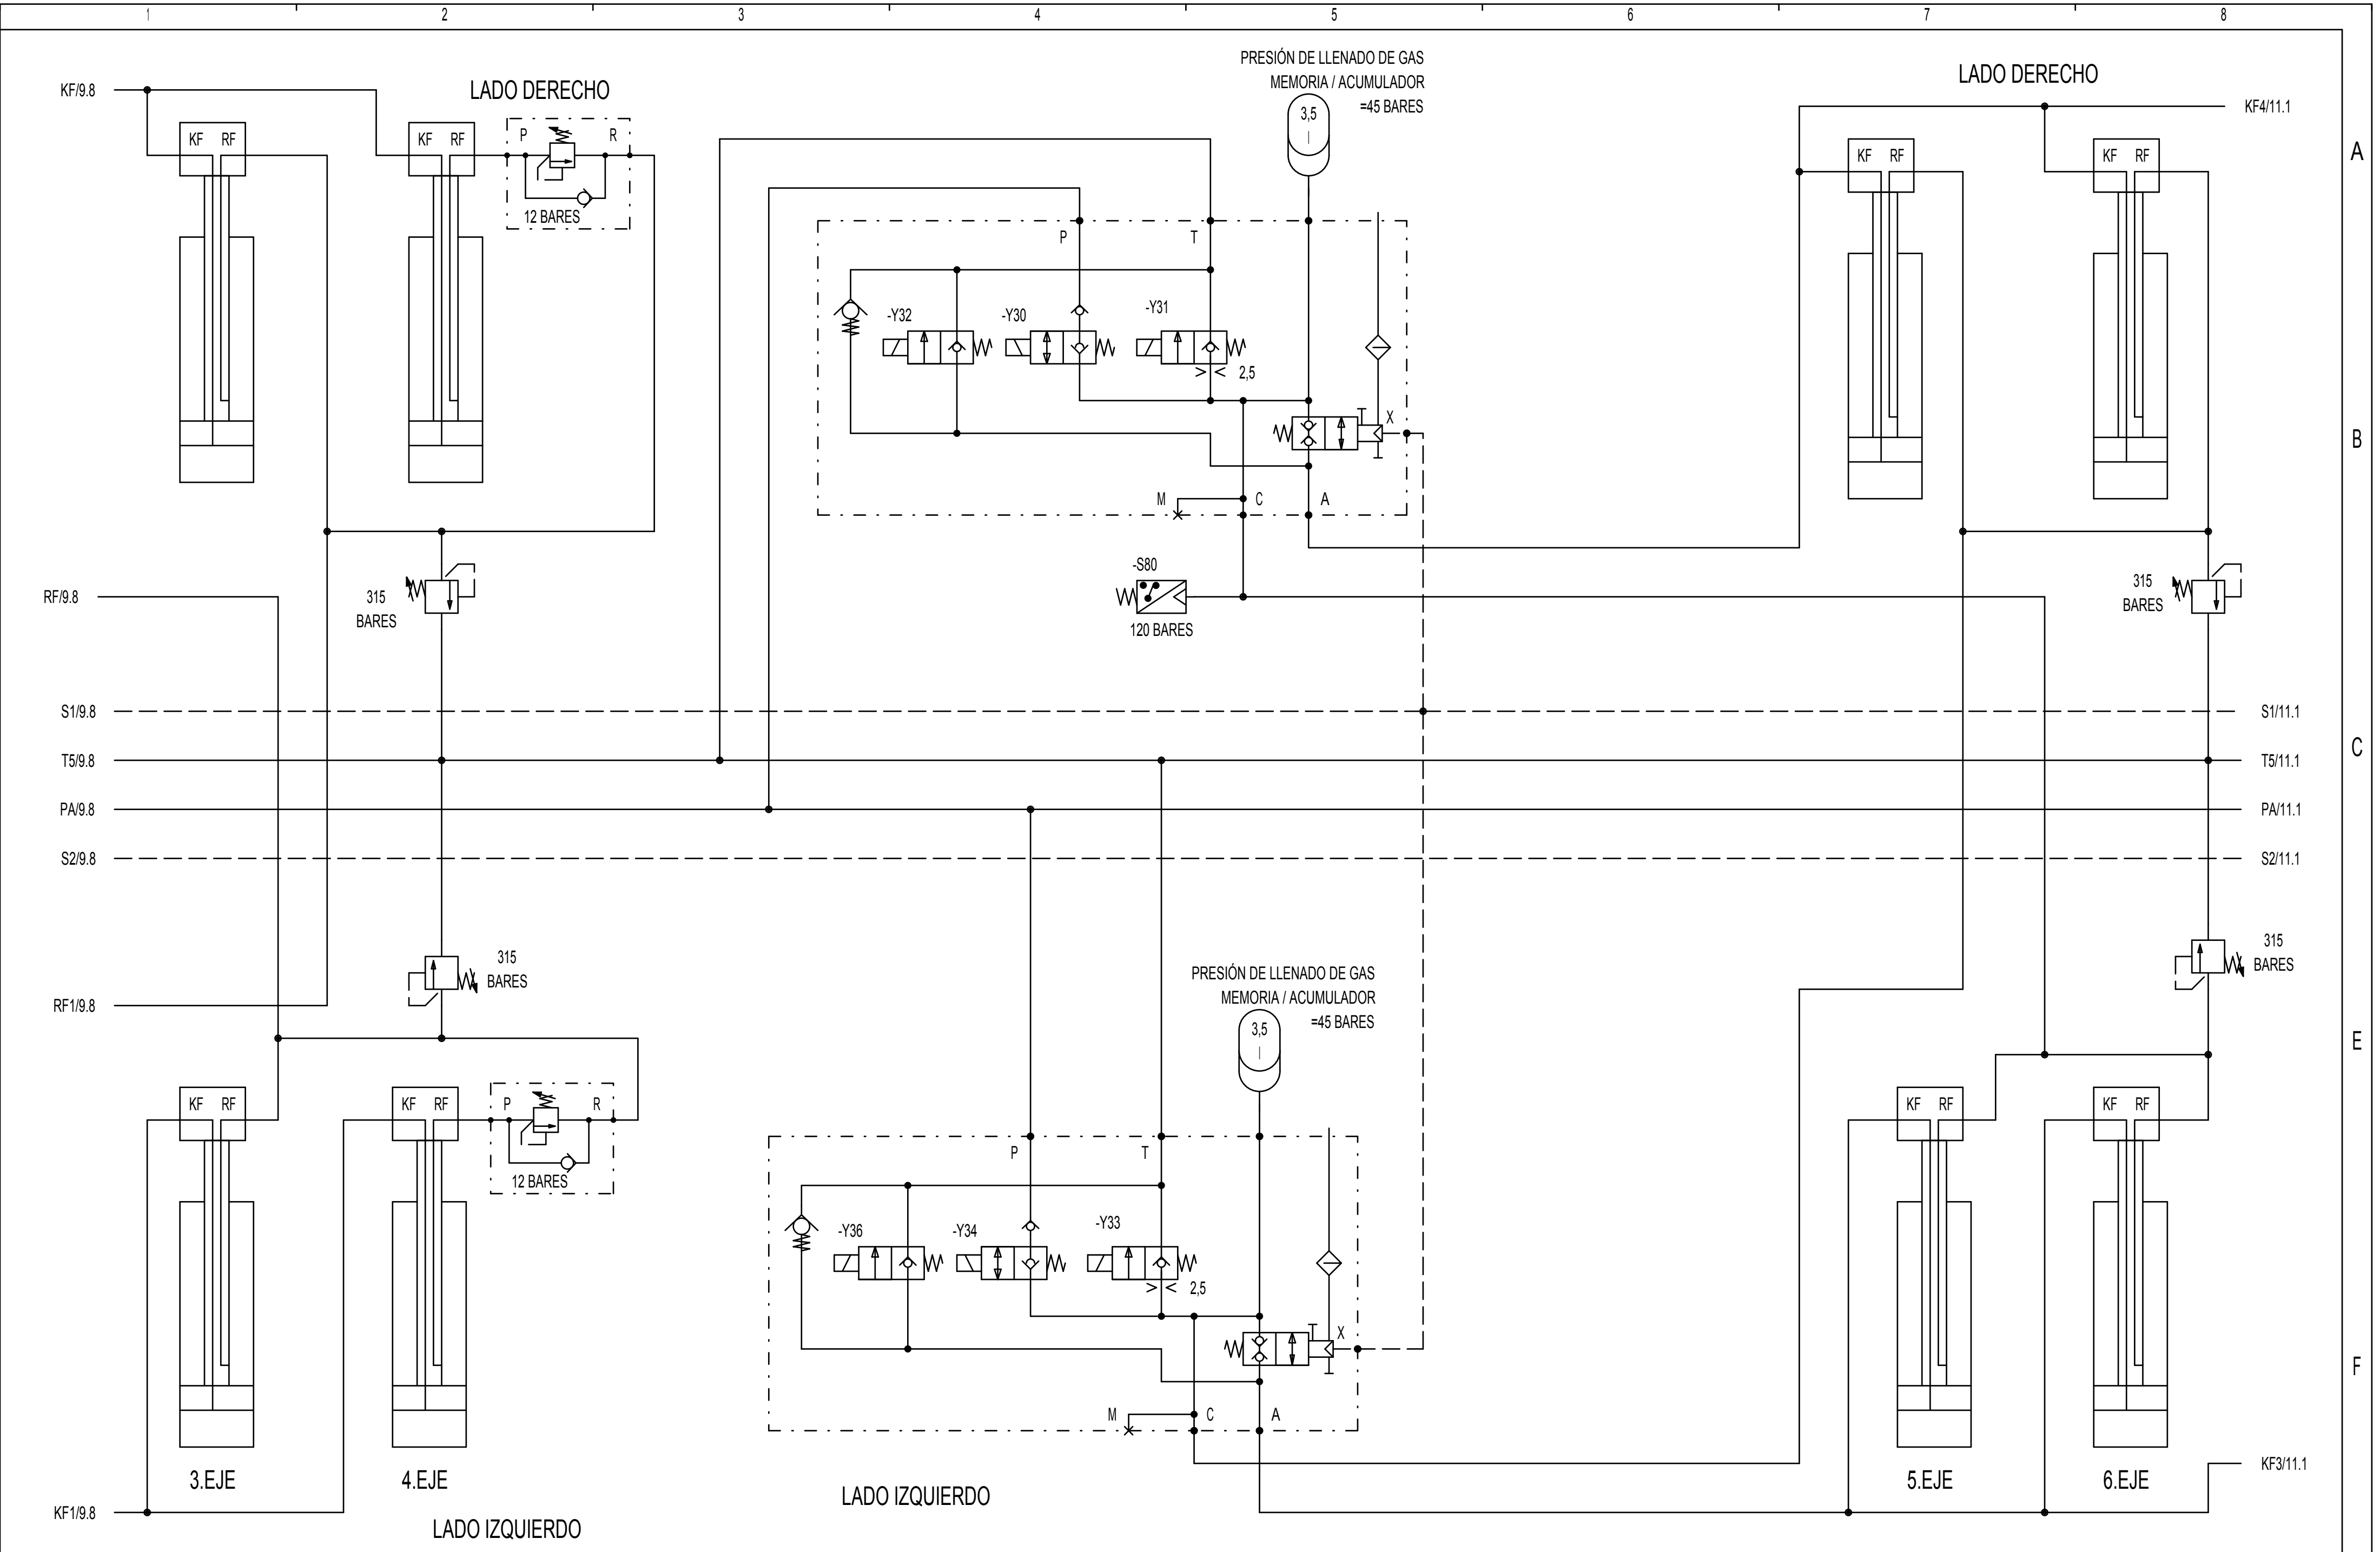 1 2 3 4 5 6 7 8
PRESIÓN DE LLENADO DE GAS
MEMORIA / ACUMULADOR
=45 BARES
3,5
LADO DERECHO
LADO DERECHO
KF/9.8
KF4/11.1
KF RF
KF RF
P R
12 BARES
KF RF
KF RF
A
P T
-Y32 -Y30 -Y31
2,5
X
B
M C A
-S80
120 BARES
315
BARES
315
BARES
RF/9.8
S1/9.8
S1/11.1
T5/9.8
T5/11.1
C
PA/9.8
PA/11.1
S2/9.8
S2/11.1
315
BARES
315
BARES
RF1/9.8
PRESIÓN DE LLENADO DE GAS
MEMORIA / ACUMULADOR
=45 BARES
3,5
E
KF RF
KF RF
P R
12 BARES
KF RF
KF RF
P T
-Y36 -Y34 -Y33
2,5
X
F
M C A
3.EJE
4.EJE
5.EJE
6.EJE
KF3/11.1
LADO IZQUIERDO
KF1/9.8
LADO IZQUIERDO